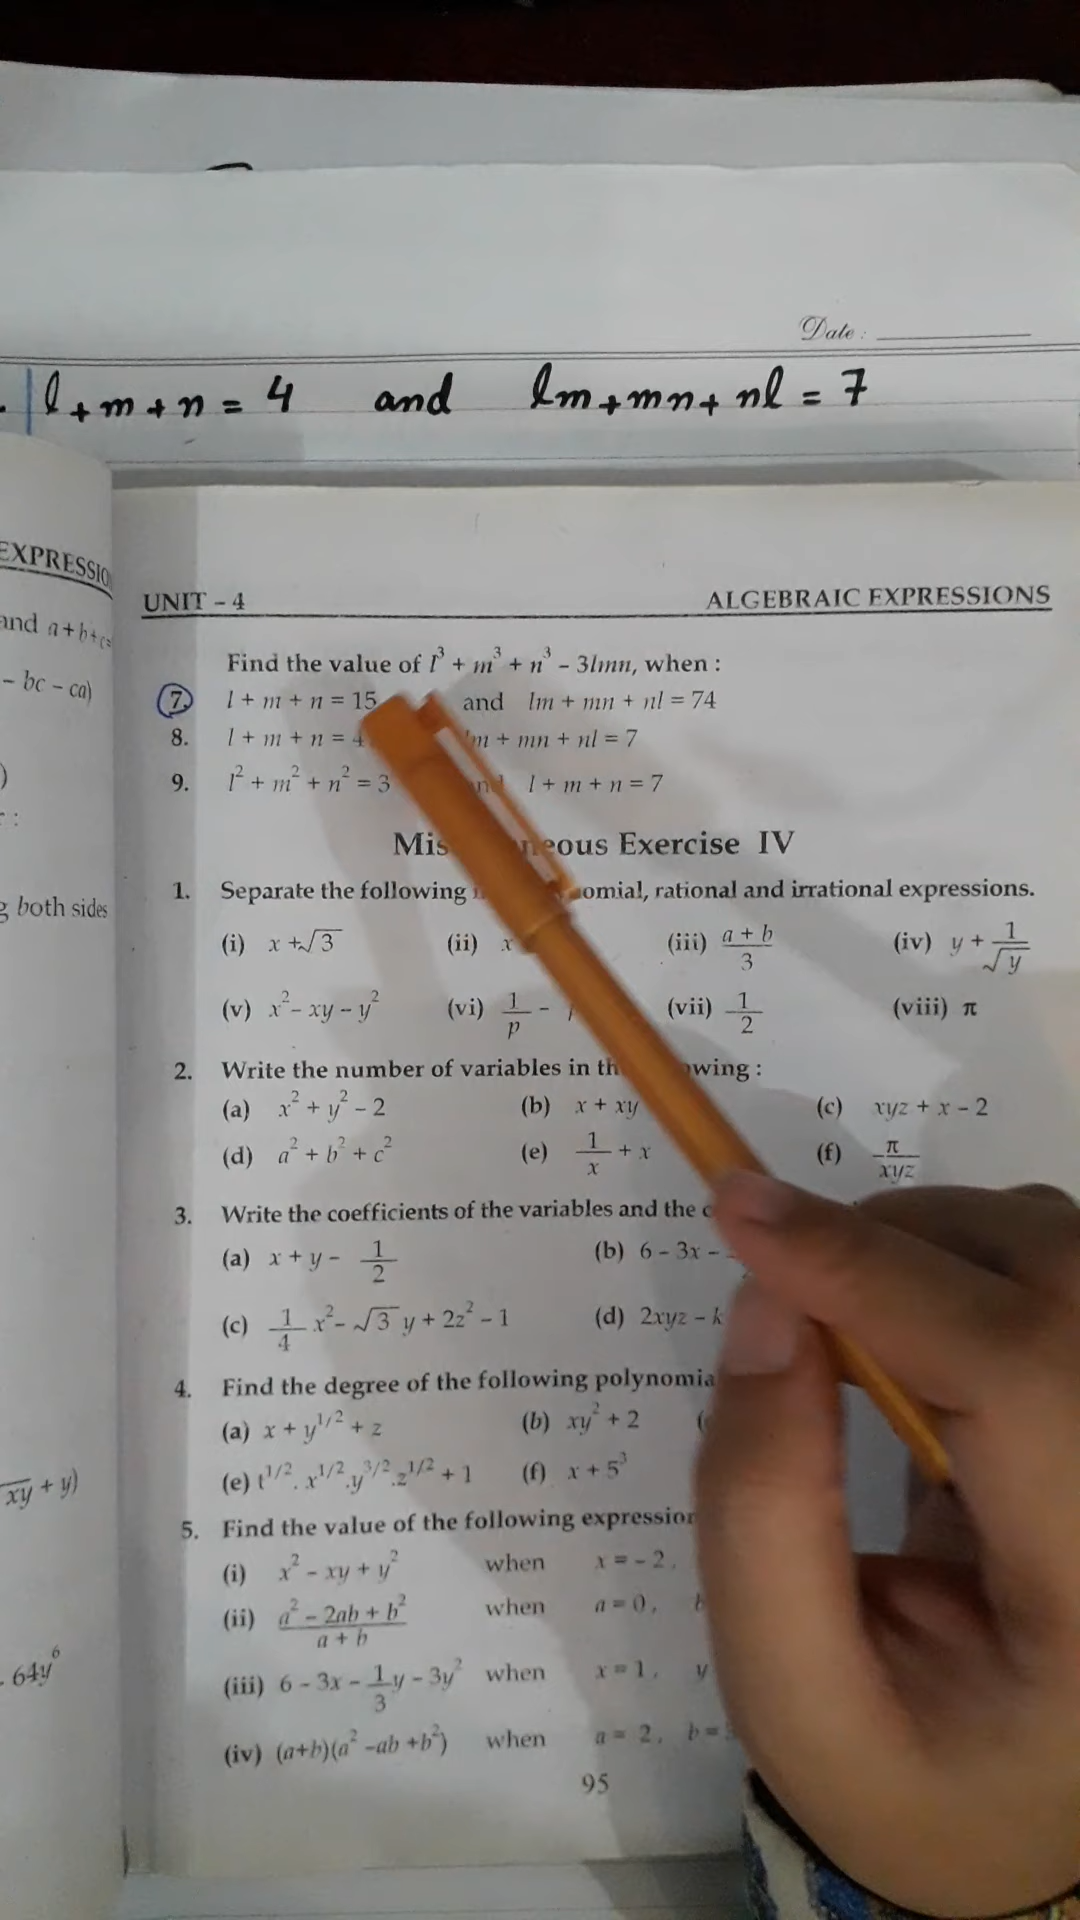 Date :
l + m + n = 4 and lm + mn + nl = 7
EXPRESSIO
and a+b+c=
– bc – ca)
both sides
xy + y)
64y⁶
UNIT – 4 ALGEBRAIC EXPRESSIONS
Find the value of l³ + m³ + n³ – 3lmn, when :
7. l + m + n = 15 and lm + mn + nl = 74
8. l + m + n = 4 m + mn + nl = 7
9. l² + m² + n² = 3 l + m + n = 7
Exercise IV
1. Separate the following rational and irrational expressions.
(i) x + √3 (ii) x (iii) a + b / 3 (iv) y + 1/√y
(v) x² – xy – y² (vi) 1/p – (vii) 1/2 (viii) π
2. Write the number of variables in :
(a) x² + y² – 2 (b) x + xy (c) xyz + x – 2
(d) a² + b² + c² (e) 1/x + x (f) π/xyz
3. Write the coefficients of the variables and the
(a) x + y – 1/2 (b) 6 – 3x –
(c) 1/4 x² – √3 y + 2z² – 1 (d) 2xyz – k
4. Find the degree of the following
(a) x + y^1/2 + z (b) xy² + 2
(e) t^1/2 . x^1/2 . y^3/2 . z^1/2 + 1 (f) x + 5³
5. Find the value of the following
(i) x² – xy + y² when x = – 2 ,
(ii) a² – 2ab + b² / a + b when a = 0 , b
(iii) 6 – 3x – 1/3 y – 3y² when x = 1 , y
(iv) (a+b)(a² –ab +b²) when a = 2 , b =
95